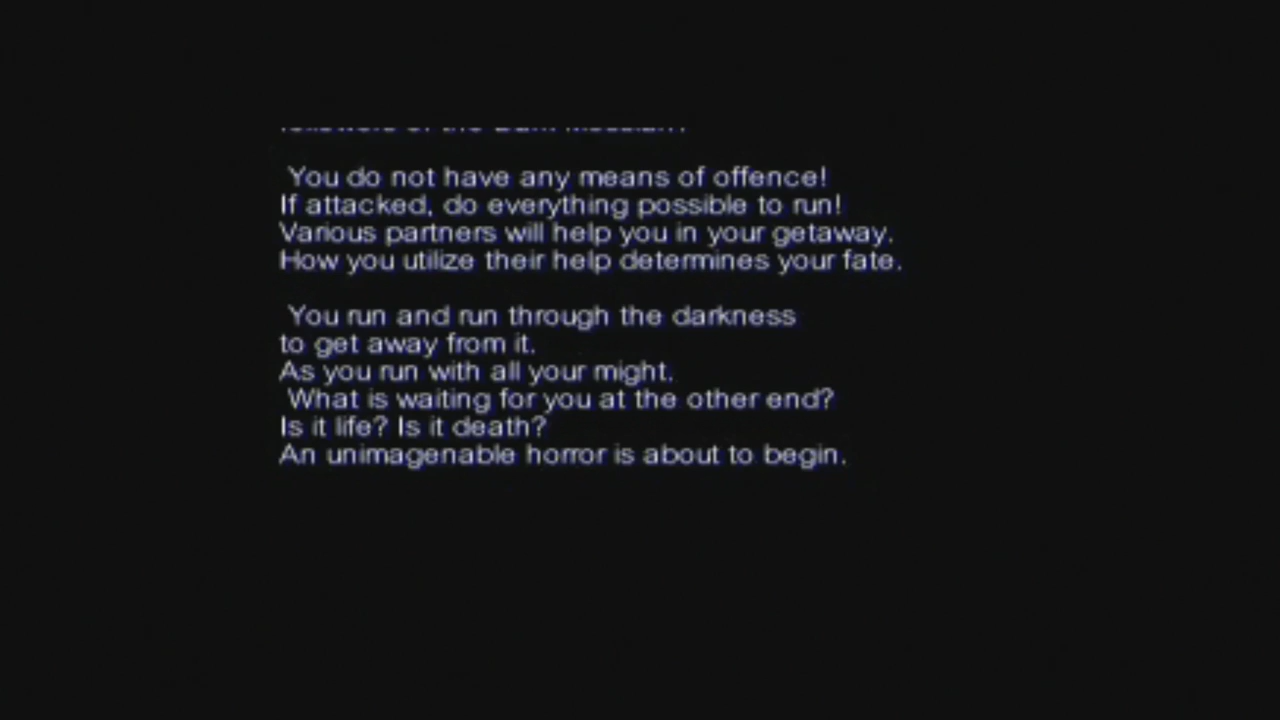 You do not have any means of offence!
If attacked, do everything possible to run!
Various partners will help you in your getaway.
How you utilize their help determines your fate.
You run and run through the darkness
to get away from it.
As you run with all your might.
What is waiting for you at the other end?
Is it life? Is it death?
An unimagenable horror is about to begin.